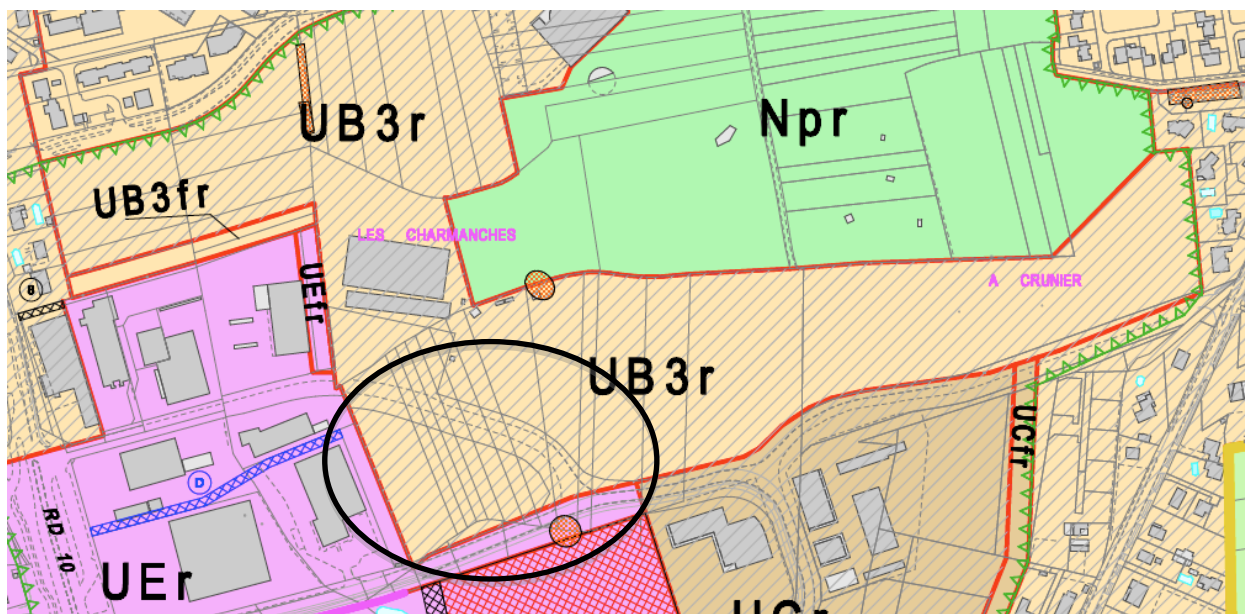 UB3r
Npr
UB3fr
LES CHARMANCHES
UEfr
A CRUNIER
8
UB3r
UCfr
D
RD 10
UEr